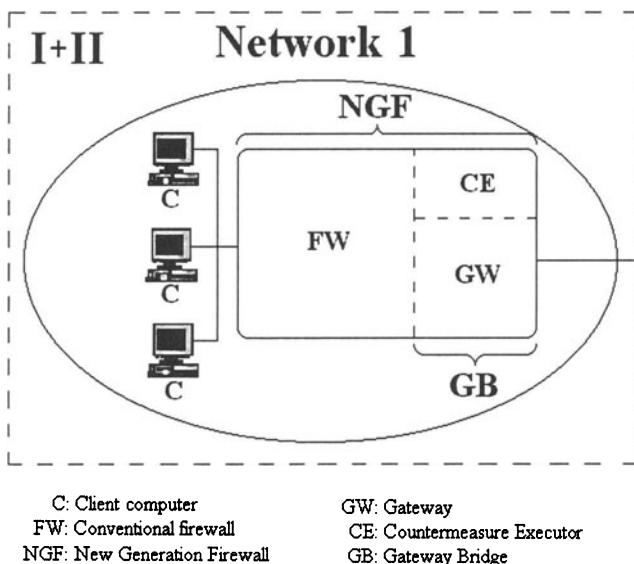 I+II Network 1
NGF
C
CE
FW
C
GW
C
GB
C: Client computer
FW: Conventional firewall
NGF: New Generation Firewall
GW: Gateway
CE: Countermeasure Executor
GB: Gateway Bridge